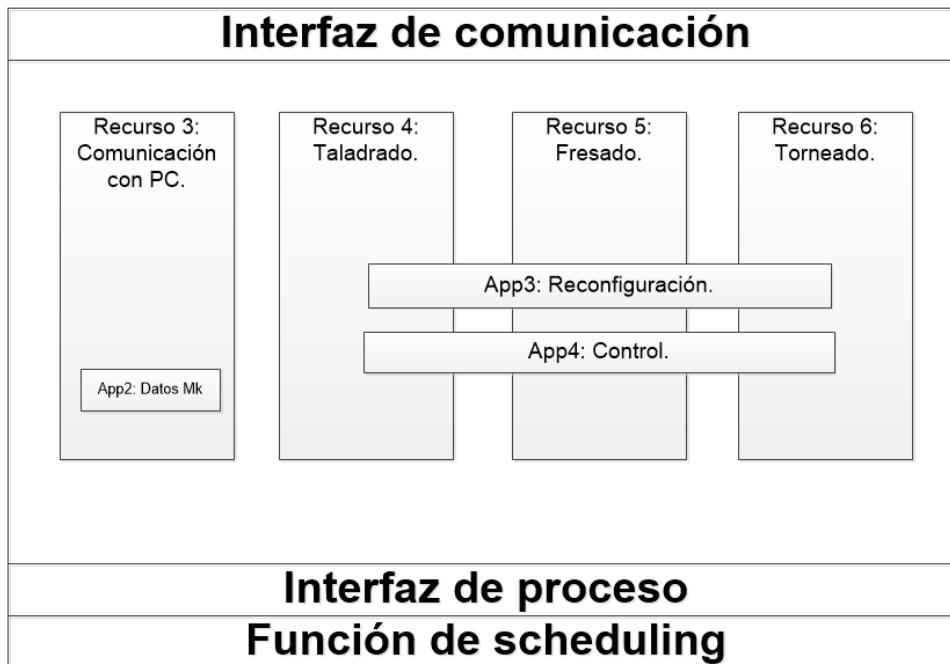 Interfaz de comunicación
Recurso 3:
Comunicación
con PC.
Recurso 4:
Taladrado.
Recurso 5:
Fresado.
Recurso 6:
Torneado.
App3: Reconfiguración.
App4: Control.
App2: Datos Mk
Interfaz de proceso
Función de scheduling